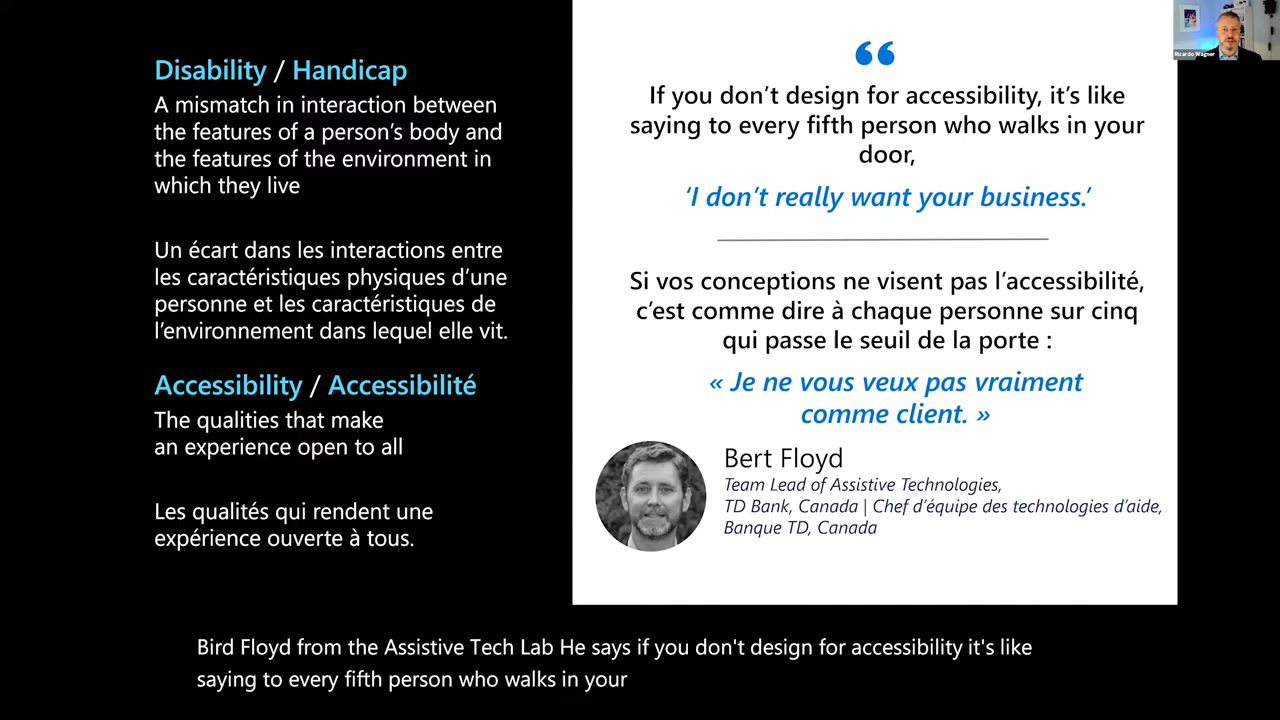 Disability / Handicap
A mismatch in interaction between
the features of a person’s body and
the features of the environment in
which they live
Un écart dans les interactions entre
les caractéristiques physiques d’une
personne et les caractéristiques de
l’environnement dans lequel elle vit.
Accessibility / Accessibilité
The qualities that make
an experience open to all
Les qualités qui rendent une
expérience ouverte à tous.
“
If you don’t design for accessibility, it’s like
saying to every fifth person who walks in your
door,
‘I don’t really want your business.’
Si vos conceptions ne visent pas l’accessibilité,
c’est comme dire à chaque personne sur cinq
qui passe le seuil de la porte :
« Je ne vous veux pas vraiment
comme client. »
Bert Floyd
Team Lead of Assistive Technologies,
TD Bank, Canada | Chef d’équipe des technologies d’aide,
Banque TD, Canada
Ricardo Wagner
Bird Floyd from the Assistive Tech Lab He says if you don't design for accessibility it's like
saying to every fifth person who walks in your